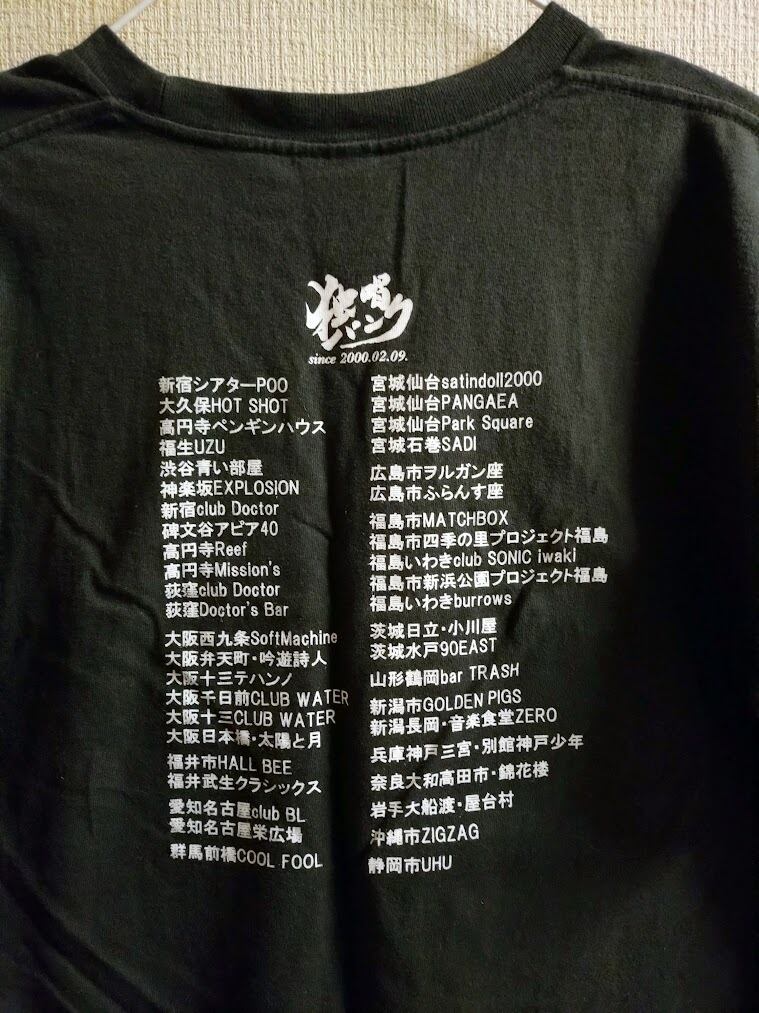 独唱パンク
since 2000.02.09.
新宿シアターPOO
大久保HOT SHOT
高円寺ペンギンハウス
福生UZU
渋谷青い部屋
神楽坂EXPLOSION
新宿club Doctor
碑文谷アピア40
高円寺Reef
高円寺Mission's
荻窪club Doctor
荻窪Doctor's Bar
大阪西九条SoftMachine
大阪弁天町・吟遊詩人
大阪十三テハンノ
大阪千日前CLUB WATER
大阪十三CLUB WATER
大阪日本橋・太陽と月
福井市HALL BEE
福井武生クラシックス
愛知名古屋club BL
愛知名古屋栄広場
群馬前橋COOL FOOL
宮城仙台satindoll2000
宮城仙台PANGAEA
宮城仙台Park Square
宮城石巻SADI
広島市ヲルガン座
広島市ふらんす座
福島市MATCHBOX
福島市四季の里プロジェクト福島
福島いわきclub SONIC iwaki
福島市新浜公園プロジェクト福島
福島いわきburrows
茨城日立・小川屋
茨城水戸90EAST
山形鶴岡bar TRASH
新潟市GOLDEN PIGS
新潟長岡・音楽食堂ZERO
兵庫神戸三宮・別館神戸少年
奈良大和高田市・錦花楼
岩手大船渡・屋台村
沖縄市ZIGZAG
静岡市UHU